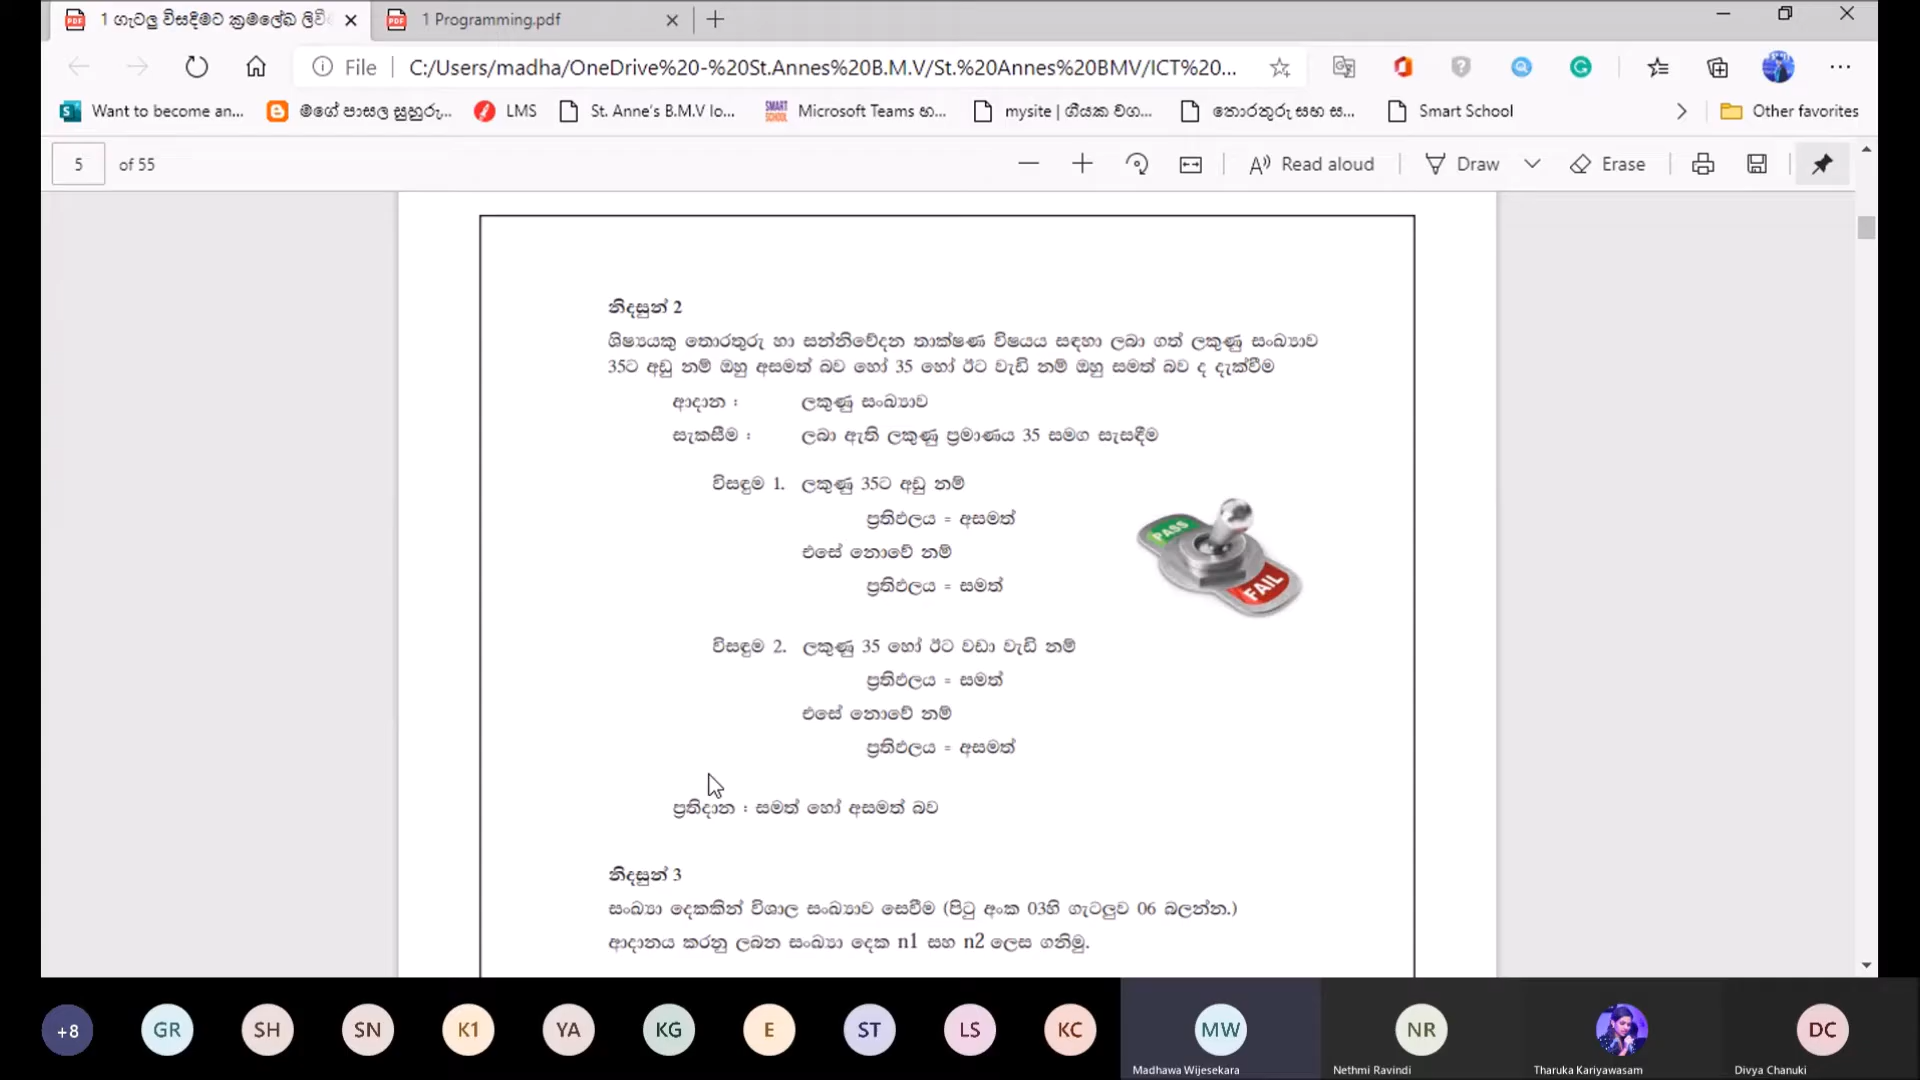 1 ගැටලු විසඳීමට ක්‍රමලේඛ ලිවී
1 Programming.pdf
File
C:/Users/madha/OneDrive%20-%20St.Annes%20B.M.V/St.%20Annes%20BMV/ICT%20...
Want to become an...
මගේ පාසල සුහුරු...
LMS
St. Anne's B.M.V lo...
Microsoft Teams හ...
mysite | ගීයක වග...
තොරතුරු සහ ස...
Smart School
Other favorites
5 of 55
Read aloud
Draw
Erase
නිදසුන් 2
ශිෂ්‍යයකු තොරතුරු හා සන්නිවේදන තාක්ෂණ විෂයය සඳහා ලබා ගත් ලකුණු සංඛ්‍යාව
35ට අඩු නම් ඔහු අසමත් බව හෝ 35 හෝ ඊට වැඩි නම් ඔහු සමත් බව ද දැක්වීම
ආදාන : ලකුණු සංඛ්‍යාව
සැකසීම : ලබා ඇති ලකුණු ප්‍රමාණය 35 සමග සැසඳීම
විසඳුම 1. ලකුණු 35ට අඩු නම්
ප්‍රතිඵලය = අසමත්
එසේ නොවේ නම්
ප්‍රතිඵලය = සමත්
PASS
FAIL
විසඳුම 2. ලකුණු 35 හෝ ඊට වඩා වැඩි නම්
ප්‍රතිඵලය = සමත්
එසේ නොවේ නම්
ප්‍රතිඵලය = අසමත්
ප්‍රතිදාන : සමත් හෝ අසමත් බව
නිදසුන් 3
සංඛ්‍යා දෙකකින් විශාල සංඛ්‍යාව සෙවීම (පිටු අංක 03හි ගැටලුව 06 බලන්න.)
ආදානය කරනු ලබන සංඛ්‍යා දෙක n1 සහ n2 ලෙස ගනිමු.
+8
GR
SH
SN
K1
YA
KG
E
ST
LS
KC
MW
NR
DC
Madhawa Wijesekara
Nethmi Ravindi
Tharuka Kariyawasam
Divya Chanuki